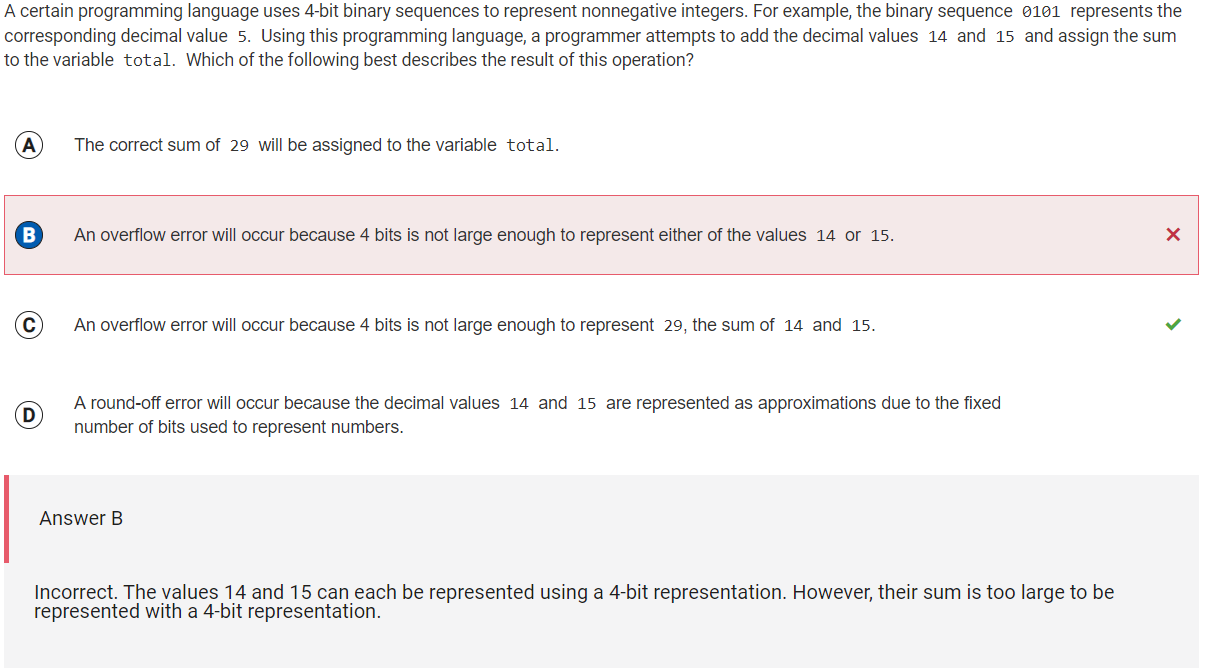 A certain programming language uses 4-bit binary sequences to represent nonnegative integers. For example, the binary sequence 0101 represents the
corresponding decimal value 5. Using this programming language, a programmer attempts to add the decimal values 14 and 15 and assign the sum
to the variable total. Which of the following best describes the result of this operation?
A The correct sum of 29 will be assigned to the variable total.
B An overflow error will occur because 4 bits is not large enough to represent either of the values 14 or 15.
C An overflow error will occur because 4 bits is not large enough to represent 29, the sum of 14 and 15.
D A round-off error will occur because the decimal values 14 and 15 are represented as approximations due to the fixed
number of bits used to represent numbers.
Answer B
Incorrect. The values 14 and 15 can each be represented using a 4-bit representation. However, their sum is too large to be
represented with a 4-bit representation.